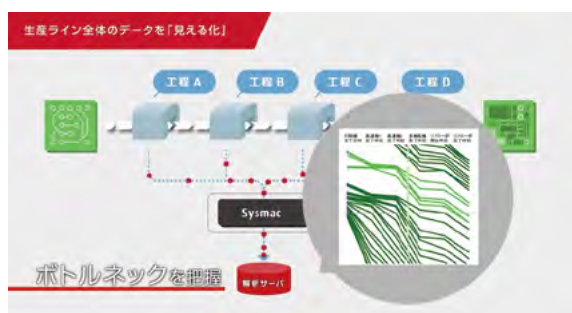 生産ライン全体のデータを「見える化」
工程 A
工程 B
工程 C
工程 D
Sysmac
ボトルネックを把握
解析サーバ